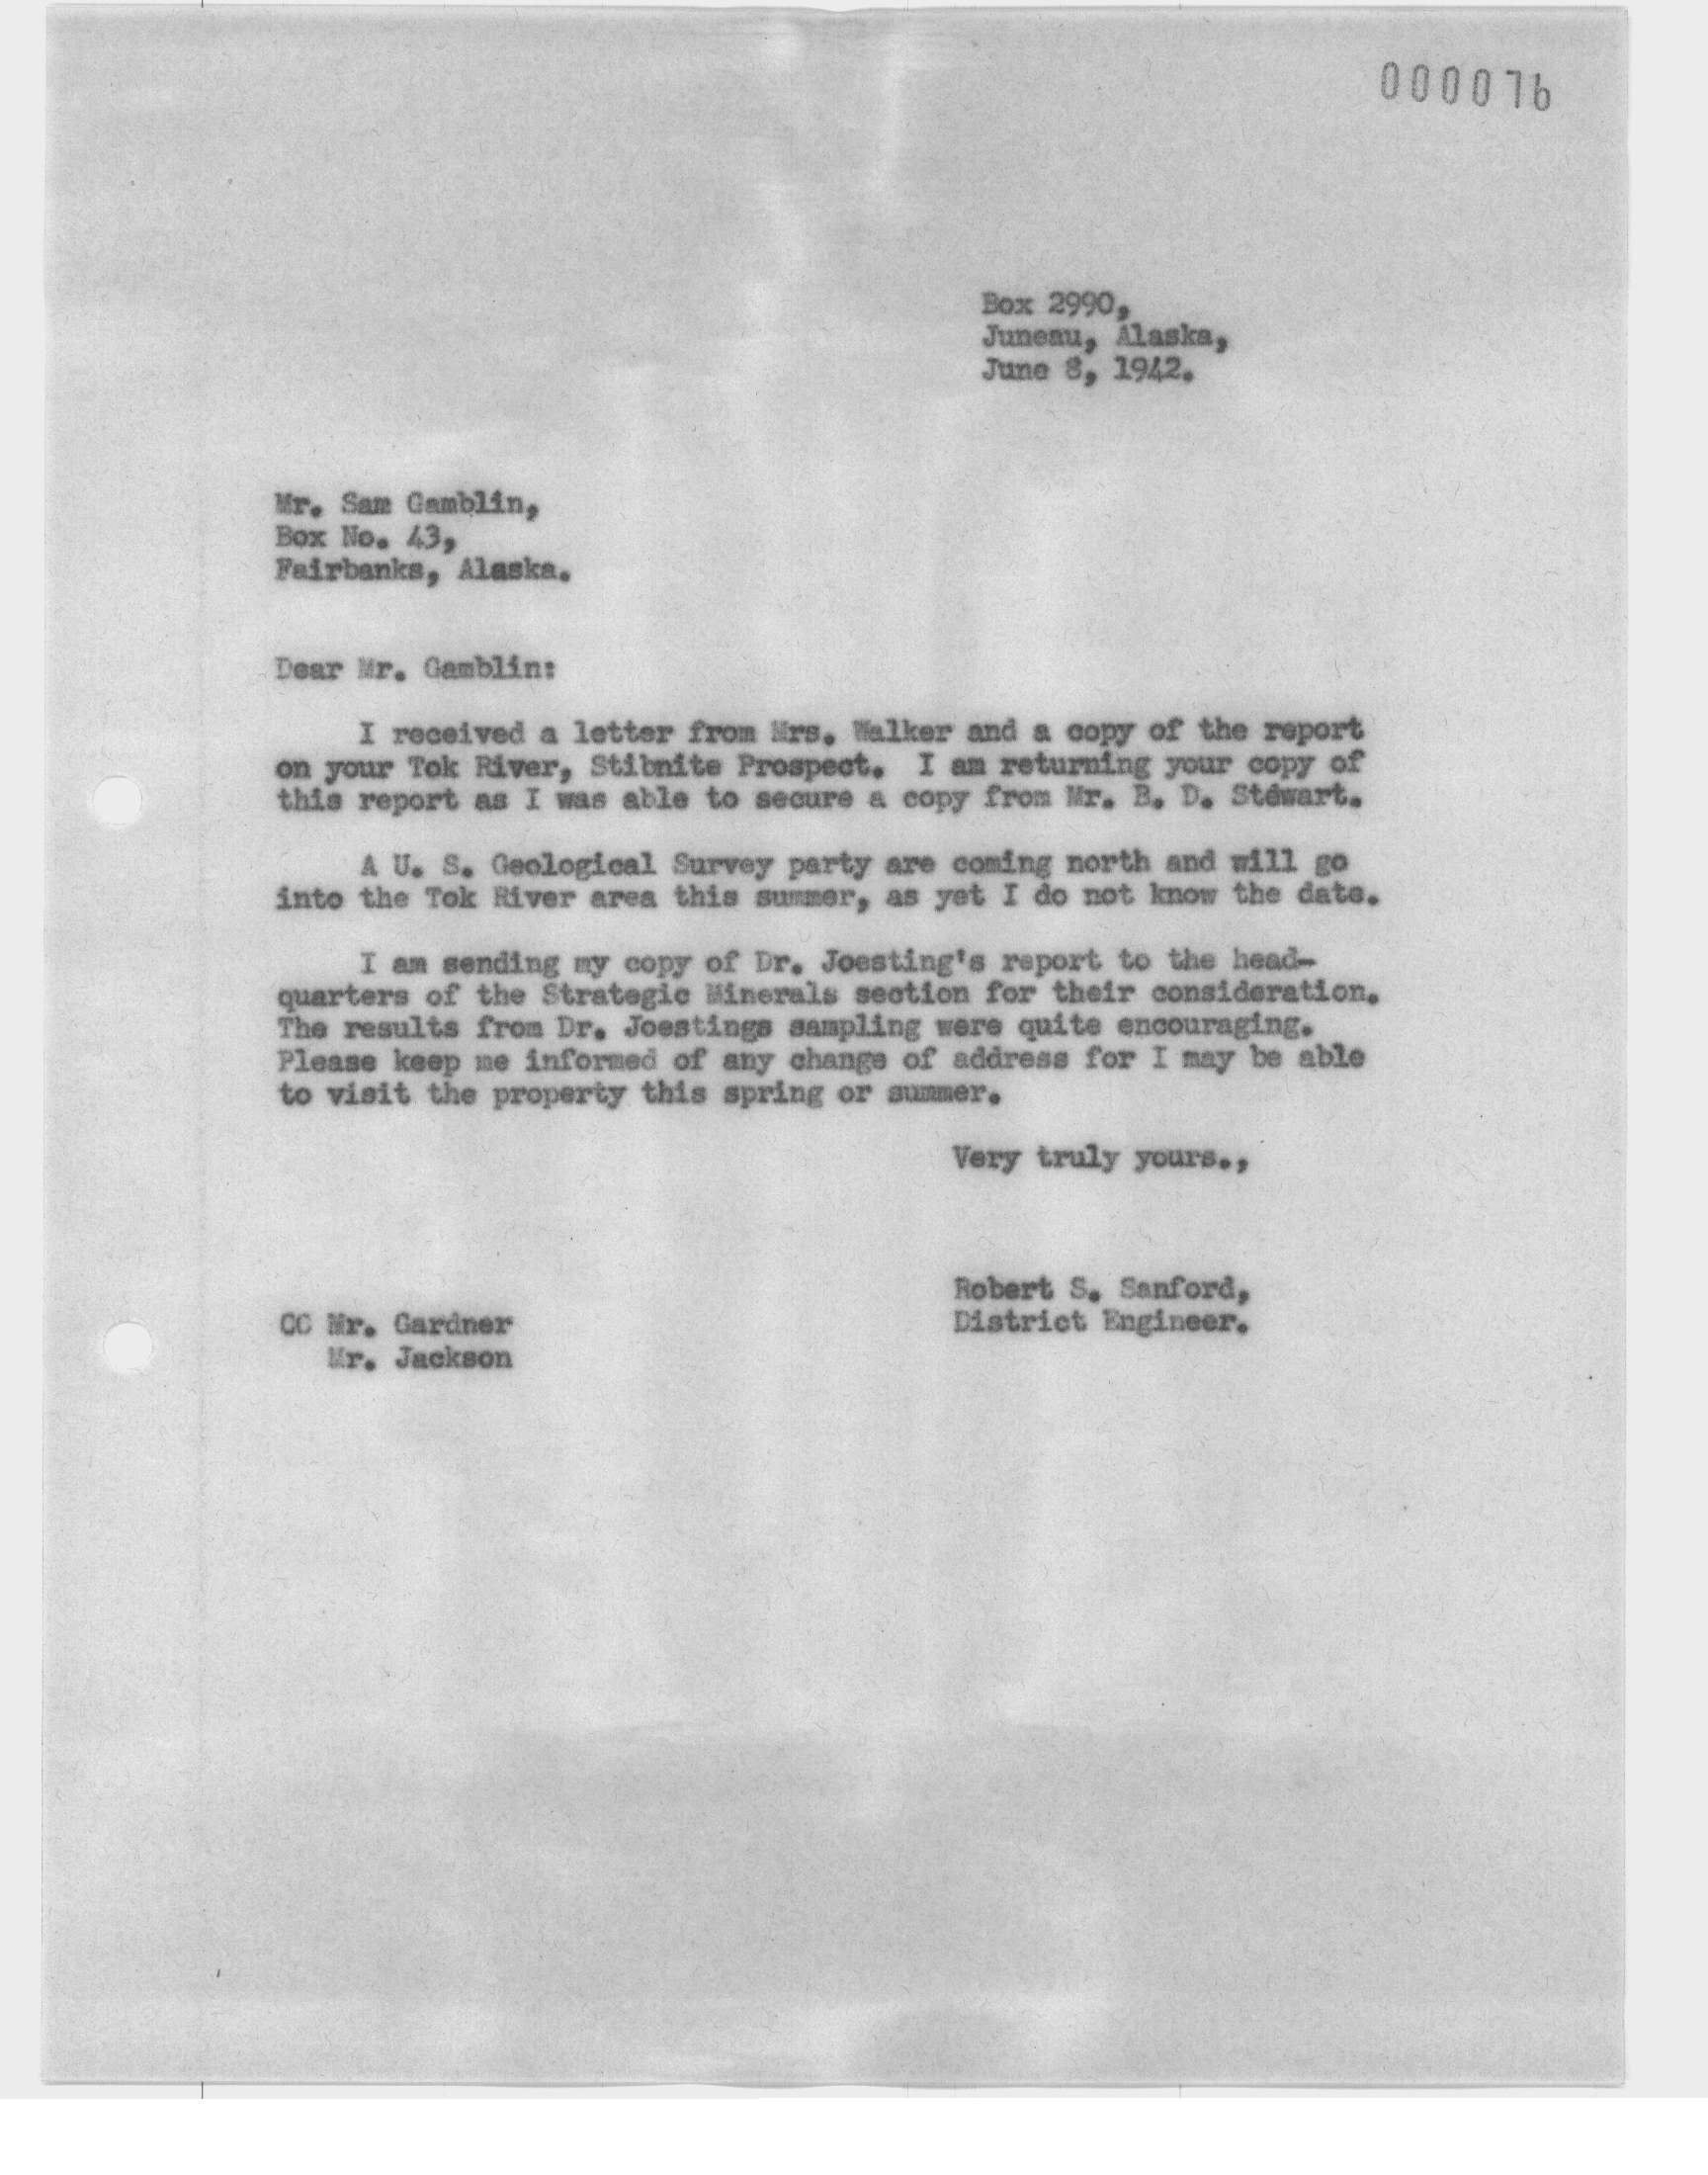 000076
Box 2990,
Juneau, Alaska,
June 8, 1942.
Mr. Sam Gamblin,
Box No. 43,
Fairbanks, Alaska.
Dear Mr. Gamblin:
I received a letter from Mrs. Walker and a copy of the report
on your Tok River, Stibnite Prospect. I am returning your copy of
this report as I was able to secure a copy from Mr. B. D. Stewart.
A U. S. Geological Survey party are coming north and will go
into the Tok River area this summer, as yet I do not know the date.
I am sending my copy of Dr. Joesting's report to the head-
quarters of the Strategic Minerals section for their consideration.
The results from Dr. Joestings sampling were quite encouraging.
Please keep me informed of any change of address for I may be able
to visit the property this spring or summer.
Very truly yours.,
Robert S. Sanford,
District Engineer.
CC Mr. Gardner
Mr. Jackson